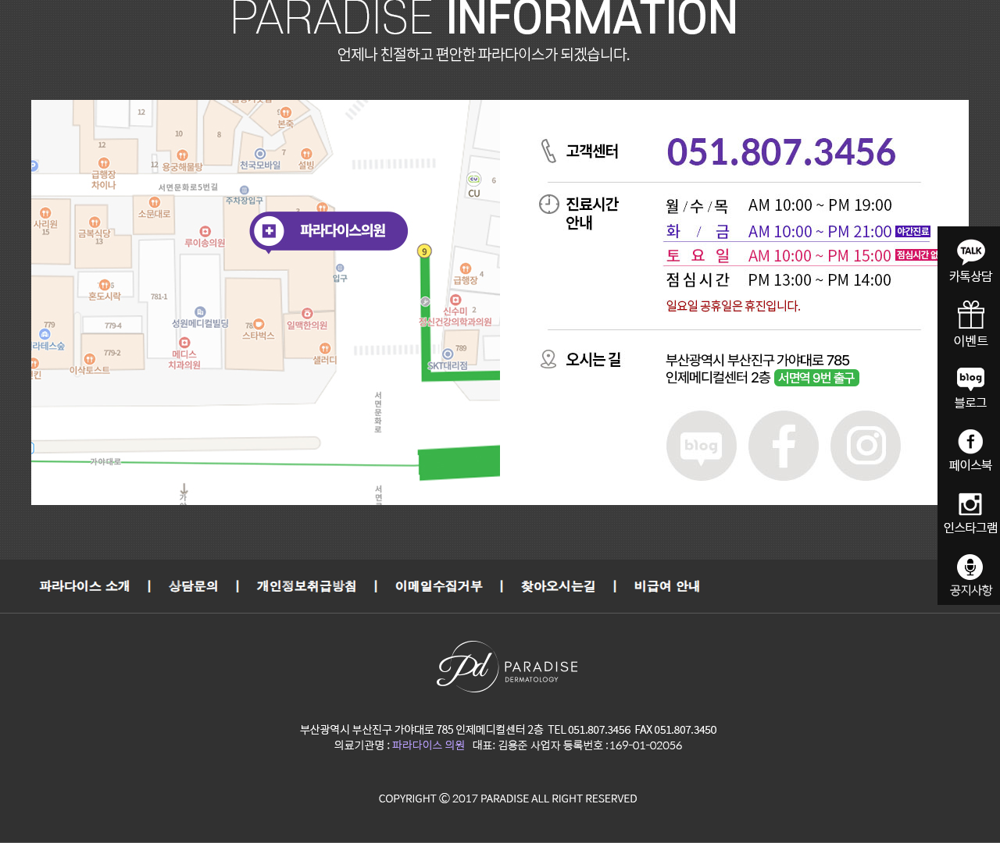 PARADISE INFORMATION
언제나 친절하고 편안한 파라다이스가 되겠습니다.
12
12
10
8
9
본죽
7
급행장
차이나
12
용궁해물탕
천국모바일
설빙
서면문화로5번길
주차장입구
CU
6
사리원
15
금복식당
13
소문대로
루이송의원
3
파라다이스의원
9
입구
급행장
4
혼도시락
5
781-1
신수미
정신건강의학과의원
2
779
779-4
성원메디컬빌딩
78
스타벅스
일맥한의원
라테스숲
779-2
메디스
치과의원
샐러디
789
SKT대리점
이삭토스트
킨
서면문화로
가야대로
서면
고객센터
051.807.3456
진료시간
안내
월 / 수 / 목 AM 10:00 ~ PM 19:00
화 / 금 AM 10:00 ~ PM 21:00 야간진료
토 요 일 AM 10:00 ~ PM 15:00 점심시간 없
점심시간 PM 13:00 ~ PM 14:00
일요일 공휴일은 휴진입니다.
오시는 길
부산광역시 부산진구 가야대로 785
인제메디컬센터 2층 서면역 9번 출구
blog
TALK
카톡상담
이벤트
blog
블로그
페이스북
인스타그램
공지사항
파라다이스 소개 | 상담문의 | 개인정보취급방침 | 이메일수집거부 | 찾아오시는길 | 비급여 안내
Pd PARADISE
DERMATOLOGY
부산광역시 부산진구 가야대로 785 인제메디컬센터 2층 TEL 051.807.3456 FAX 051.807.3450
의료기관명 : 파라다이스 의원 대표: 김용준 사업자 등록번호 : 169-01-02056
COPYRIGHT © 2017 PARADISE ALL RIGHT RESERVED